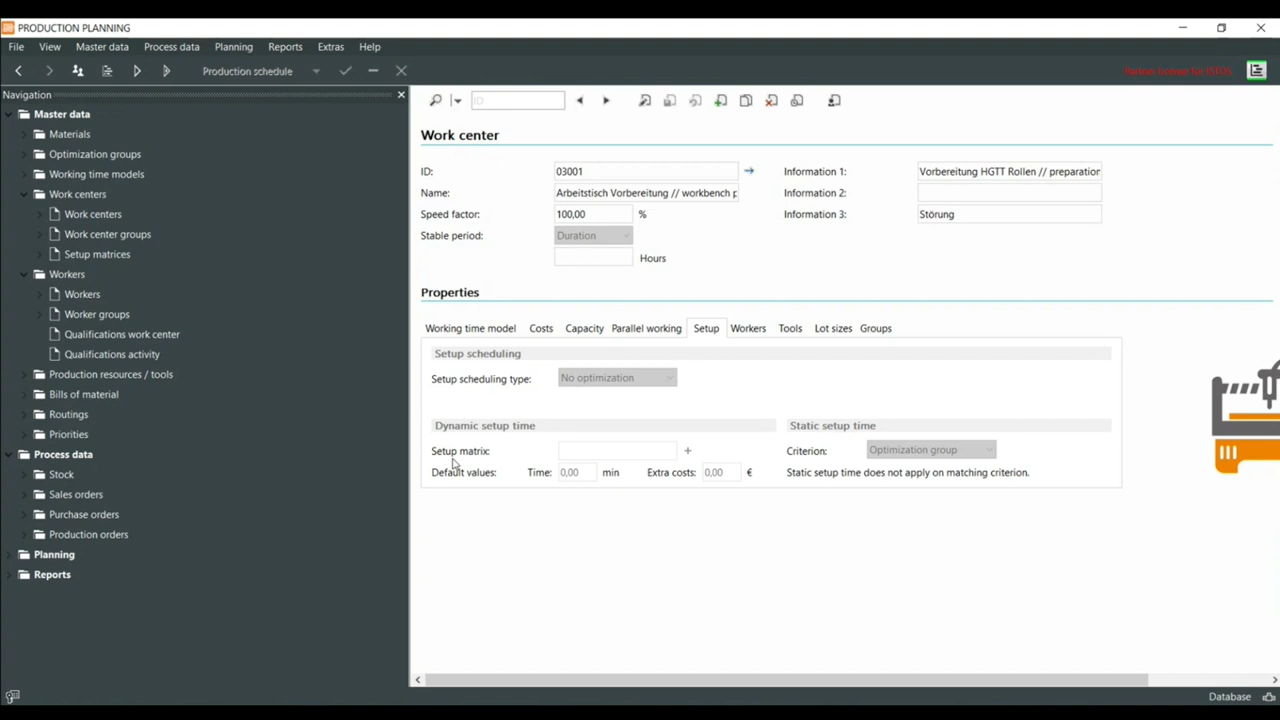 PRODUCTION PLANNING
File View Master data Process data Planning Reports Extras Help
Production schedule
Partner license for ISTOS
Navigation
Master data
Materials
Optimization groups
Working time models
Work centers
Work centers
Work center groups
Setup matrices
Workers
Workers
Worker groups
Qualifications work center
Qualifications activity
Production resources / tools
Bills of material
Routings
Priorities
Process data
Stock
Sales orders
Purchase orders
Production orders
Planning
Reports
ID
Work center
ID: 03001 Information 1: Vorbereitung HGTT Rollen // preparation
Name: Arbeitstisch Vorbereitung // workbench p Information 2:
Speed factor: 100,00 % Information 3: Störung
Stable period: Duration
Hours
Properties
Working time model Costs Capacity Parallel working Setup Workers Tools Lot sizes Groups
Setup scheduling
Setup scheduling type: No optimization
Dynamic setup time Static setup time
Setup matrix: + Criterion: Optimization group
Default values: Time: 0,00 min Extra costs: 0,00 € Static setup time does not apply on matching criterion.
Database